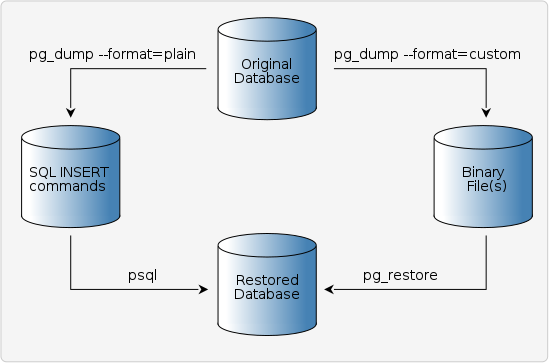 pg_dump --format=plain
Original
Database
pg_dump --format=custom
SQL INSERT
commands
Binary
File(s)
psql
Restored
Database
pg_restore